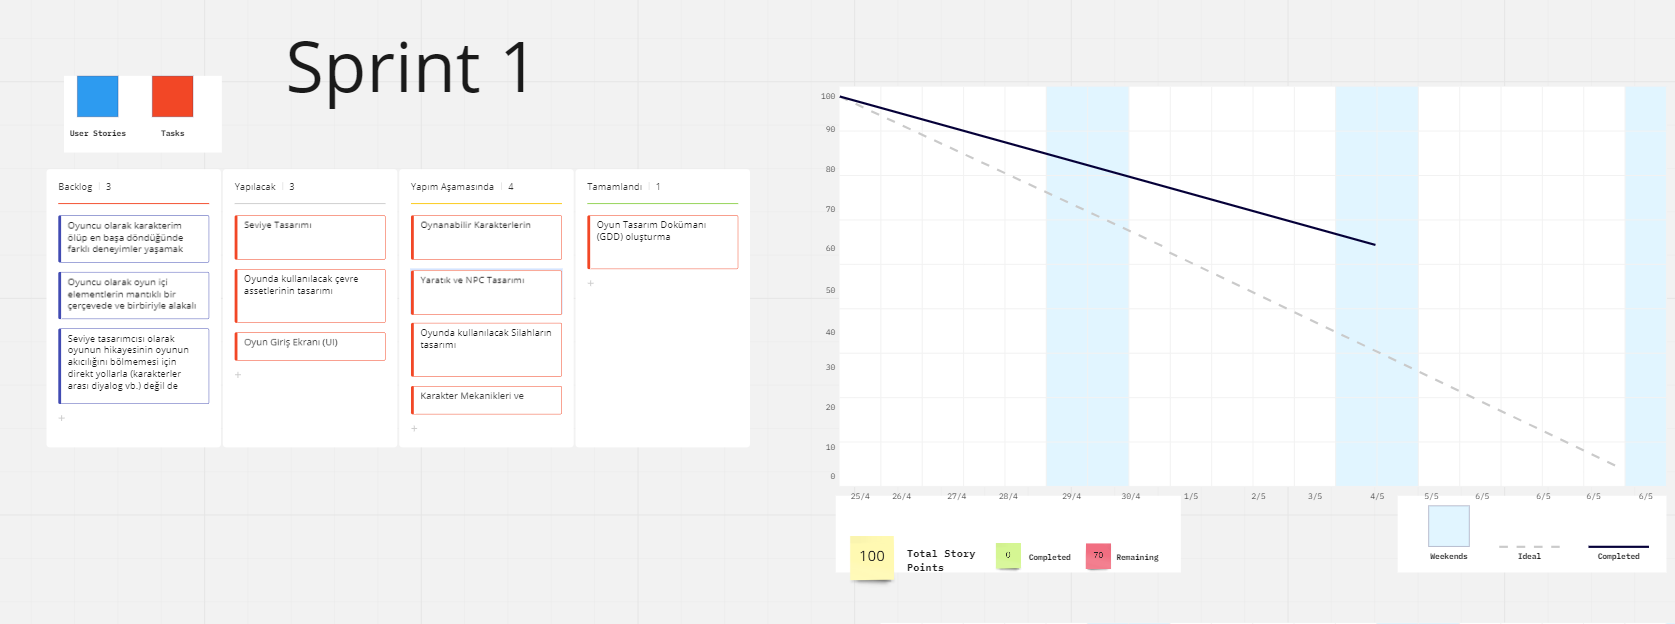 Sprint 1
User Stories
Tasks
Backlog 3
Oyuncu olarak karakterim
ölüp en başa döndüğünde
farklı deneyimler yaşamak
Oyuncu olarak oyun içi
elementlerin mantıklı bir
çerçevede ve birbiriyle alakalı
Seviye tasarımcısı olarak
oyunun hikayesinin oyunun
akıcılığını bölmemesi için
direkt yollarla (karakterler
arası diyalog vb.) değil de
+
Yapılacak 3
Seviye Tasarımı
Oyunda kullanılacak çevre
assetlerinin tasarımı
Oyun Giriş Ekranı (UI)
+
Yapım Aşamasında 4
Oynanabilir Karakterlerin
Yaratık ve NPC Tasarımı
Oyunda kullanılacak Silahların
tasarımı
Karakter Mekanikleri ve
+
Tamamlandı 1
Oyun Tasarım Dokümanı
(GDD) oluşturma
+
100
90
80
70
60
50
40
30
20
10
0
25/4 26/4 27/4 28/4 29/4 30/4 1/5 2/5 3/5 4/5 5/5 6/5 6/5 6/5 6/5
100
Total Story
Points
0
Completed
70
Remaining
Weekends
Ideal
Completed